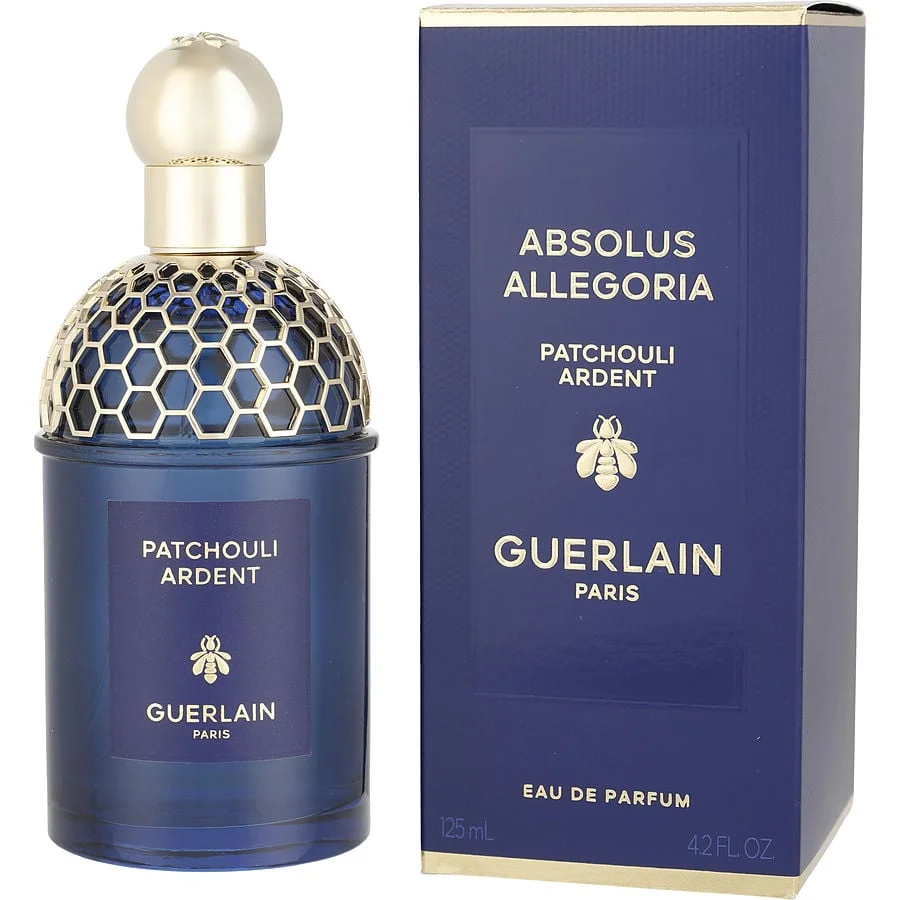 PATCHOULI
ARDENT
GUERLAIN
PARIS
ABSOLUS
ALLEGORIA
PATCHOULI
ARDENT
GUERLAIN
PARIS
EAU DE PARFUM
125 mL
4.2 FL. OZ.